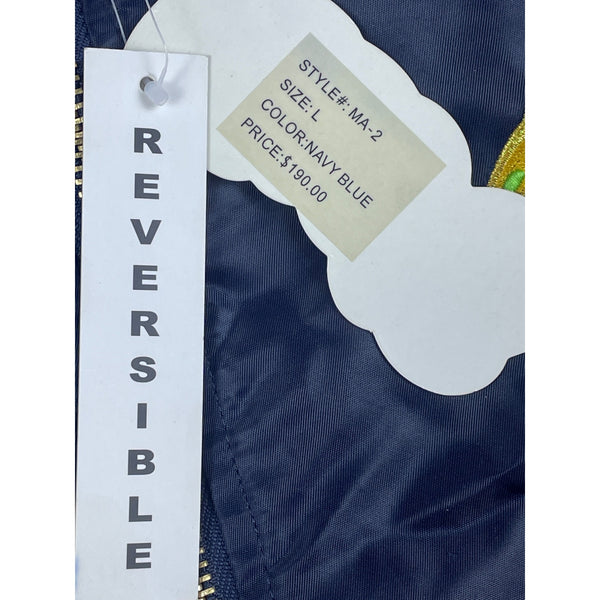 REVERSIBLE
STYLE#: MA-2
SIZE: L
COLOR:NAVY BLUE
PRICE:$190.00